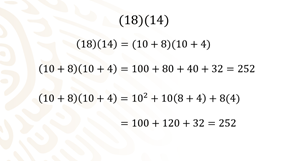 (18)(14)
(18)(14) = (10 + 8)(10 + 4)
(10 + 8)(10 + 4) = 100 + 80 + 40 + 32 = 252
(10 + 8)(10 + 4) = 10² + 10(8 + 4) + 8(4)
= 100 + 120 + 32 = 252